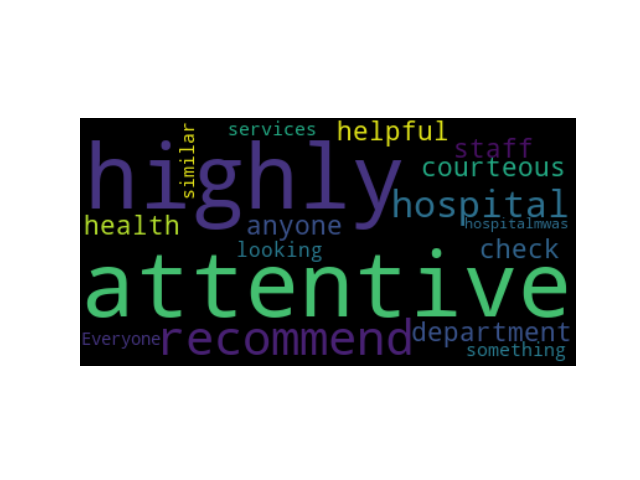 services
helpful
similar
highly
staff
courteous
hospital
health
anyone
hospitalmwas
looking
check
attentive
Everyone
recommend
department
something